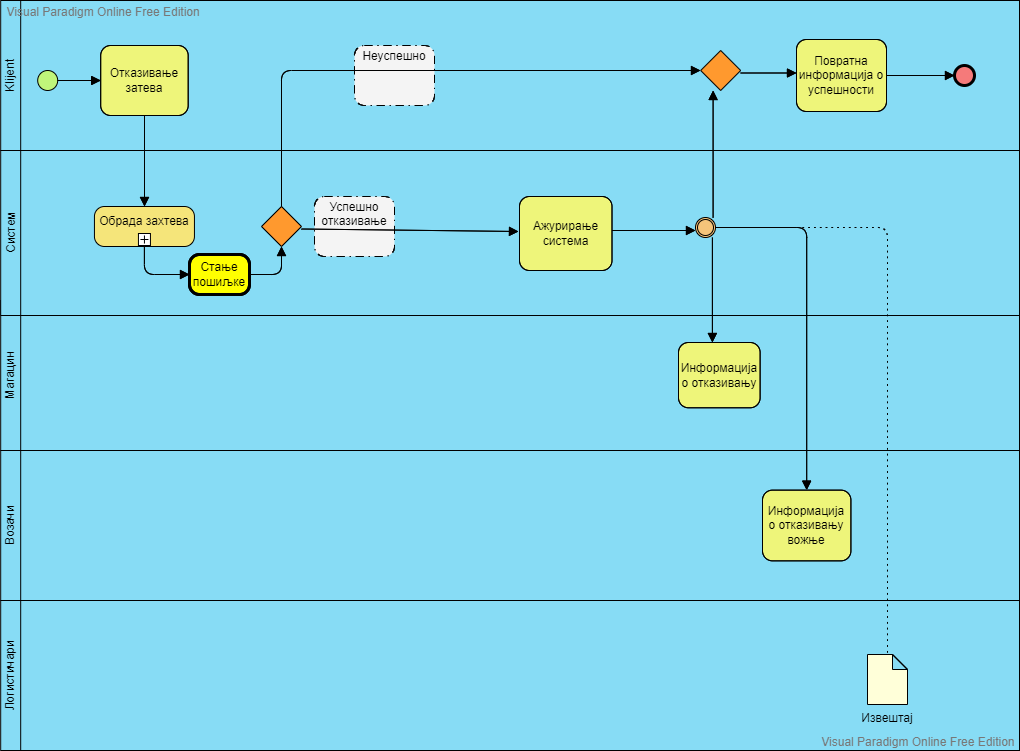 Visual Paradigm Online Free Edition
Klijent
Отказивање
затева
Неуспешно
Повратна
информација о
успешности
Систем
Обрада захтева
Стање
пошиљке
Успешно
отказивање
Ажурирање
система
Магацин
Информација
о отказивању
Возачи
Информација
о отказивању
вожње
Логистичари
Извештај
Visual Paradigm Online Free Edition